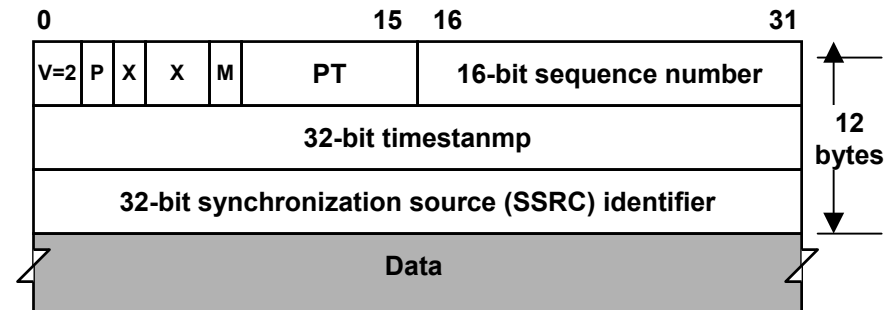 0 15 16 31
V=2 P X X M PT 16-bit sequence number
32-bit timestanmp
12
bytes
32-bit synchronization source (SSRC) identifier
Data